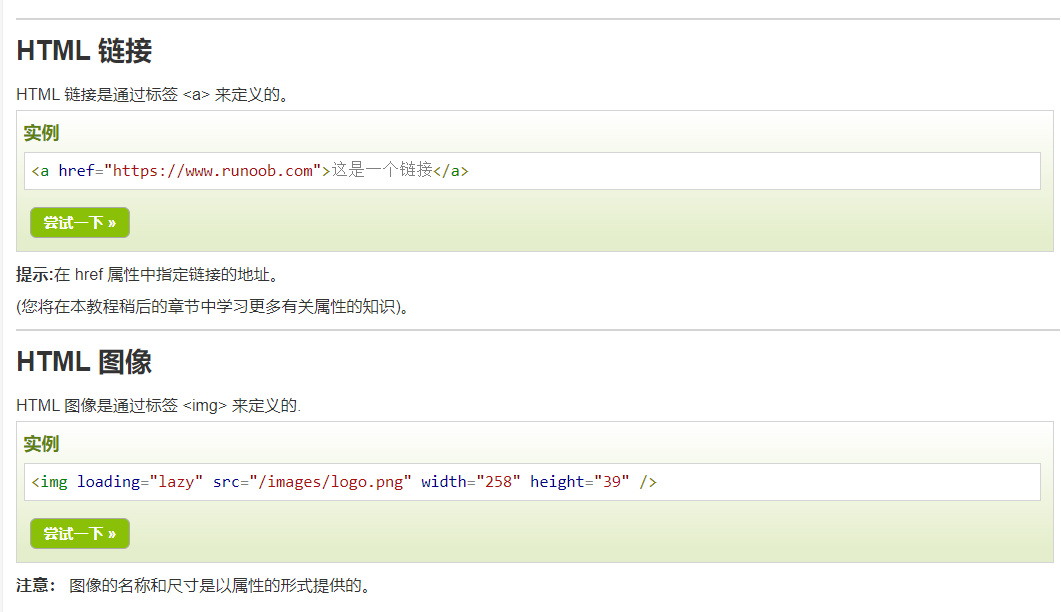 HTML 链接
HTML 链接是通过标签 <a> 来定义的。
实例
<a href="https://www.runoob.com">这是一个链接</a>
尝试一下 »
提示:在 href 属性中指定链接的地址。
(您将在本教程稍后的章节中学习更多有关属性的知识)。
HTML 图像
HTML 图像是通过标签 <img> 来定义的.
实例
<img loading="lazy" src="/images/logo.png" width="258" height="39" />
尝试一下 »
注意： 图像的名称和尺寸是以属性的形式提供的。